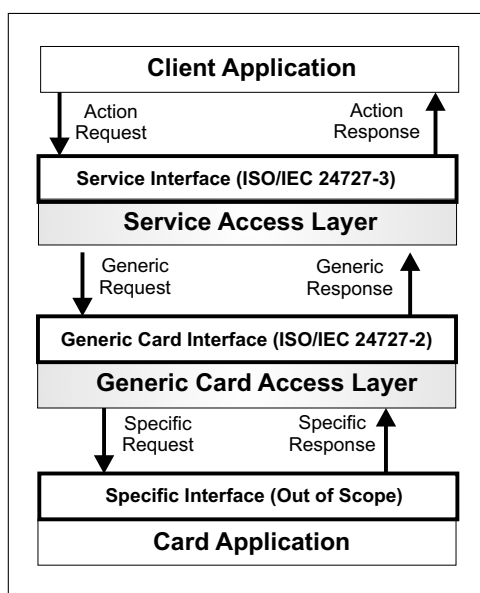 Client Application
Action
Request
Action
Response
Service Interface (ISO/IEC 24727-3)
Service Access Layer
Generic
Request
Generic
Response
Generic Card Interface (ISO/IEC 24727-2)
Generic Card Access Layer
Specific
Request
Specific
Response
Specific Interface (Out of Scope)
Card Application